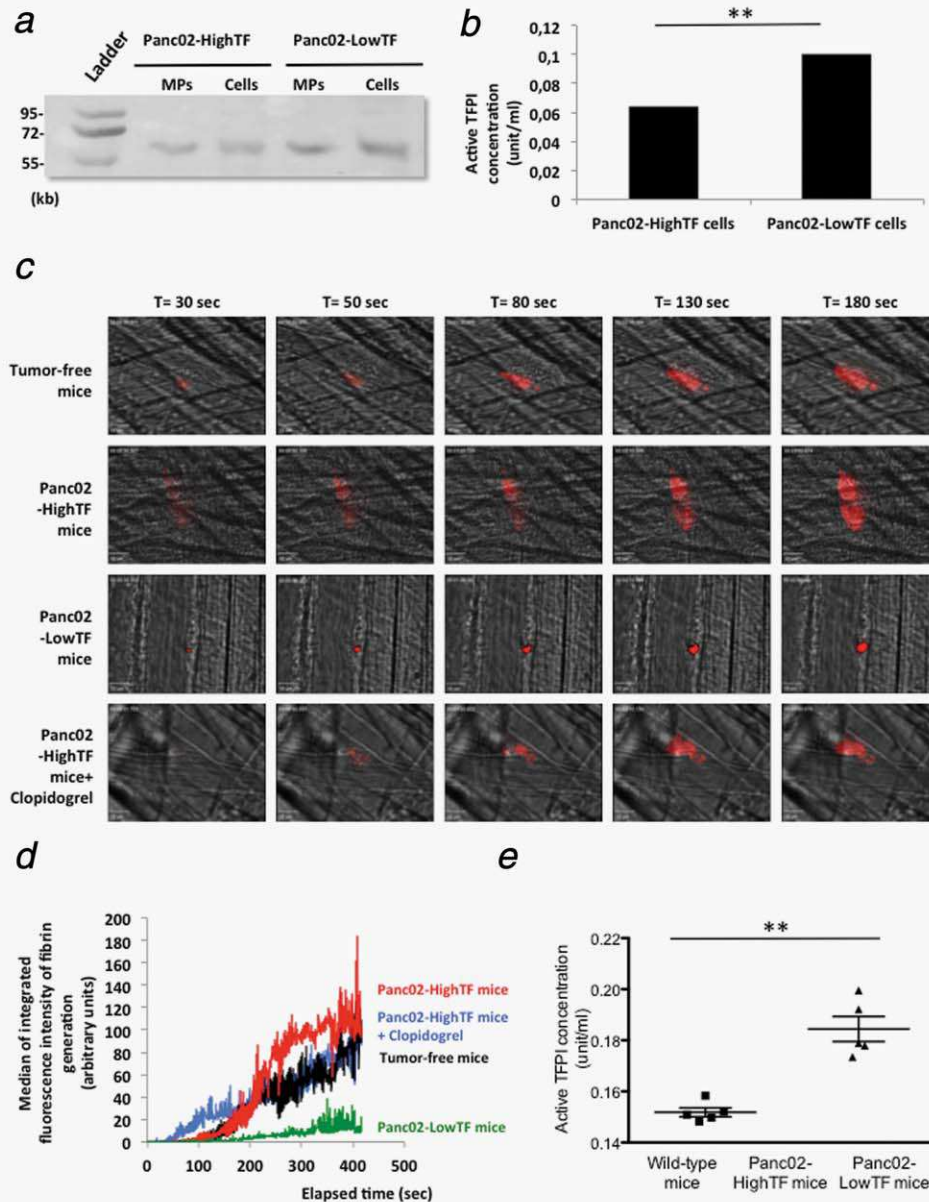 a
Ladder
Panc02-HighTF Panc02-LowTF
MPs Cells MPs Cells
95-
72-
55-
(kb)
b
**
Active TFPI
concentration
(unit/ml)
0,12
0,1
0,08
0,06
0,04
0,02
0
Panc02-HighTF cells Panc02-LowTF cells
c
T= 30 sec T= 50 sec T= 80 sec T= 130 sec T= 180 sec
Tumor-free
mice
Panc02
-HighTF
mice
Panc02
-LowTF
mice
Panc02
-HighTF
mice+
Clopidogrel
d
Median of integrated
fluorescence intensity of fibrin
generation
(arbitrary units)
200
180
160
140
120
100
80
60
40
20
0
0 100 200 300 400 500
Elapsed time (sec)
Panc02-HighTF mice
Panc02-HighTF mice
+ Clopidogrel
Tumor-free mice
Panc02-LowTF mice
e
**
Active TFPI concentration
(unit/ml)
0.22
0.20
0.18
0.16
0.14
Wild-type
mice
Panc02-
HighTF mice
Panc02-
LowTF mice